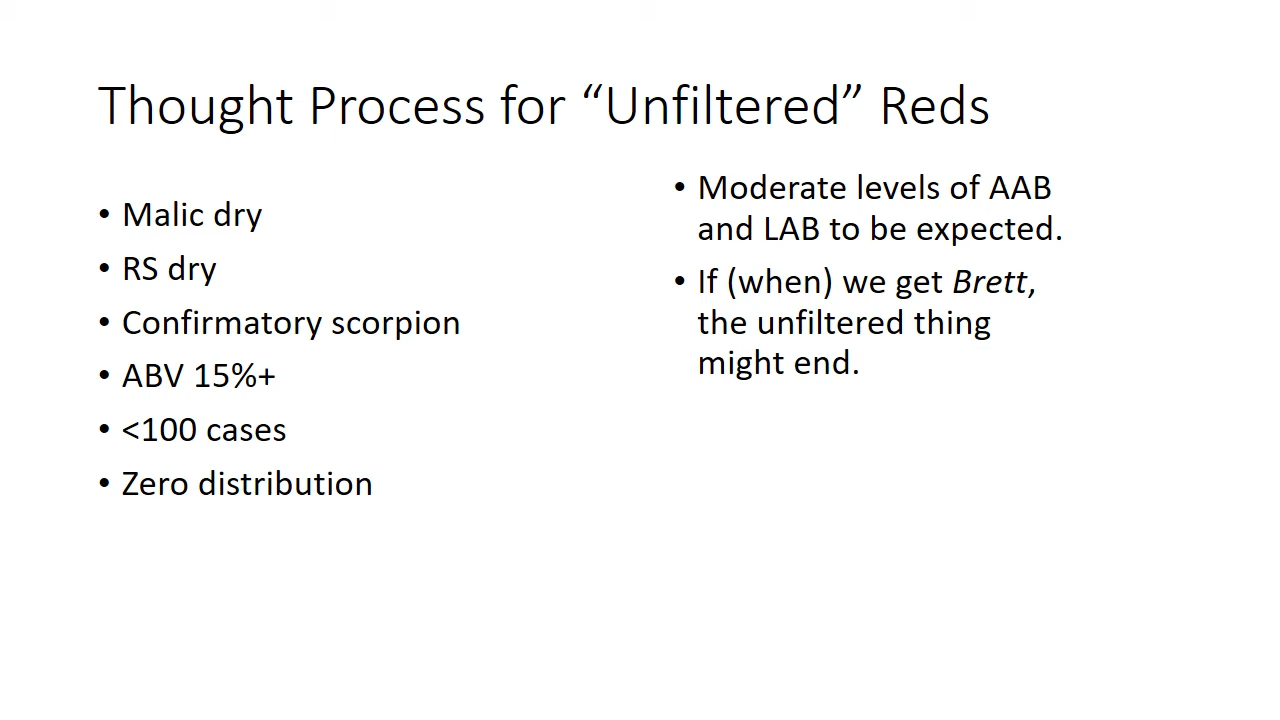 Thought Process for “Unfiltered” Reds
• Malic dry
• RS dry
• Confirmatory scorpion
• ABV 15%+
• <100 cases
• Zero distribution
• Moderate levels of AAB
and LAB to be expected.
• If (when) we get Brett,
the unfiltered thing
might end.